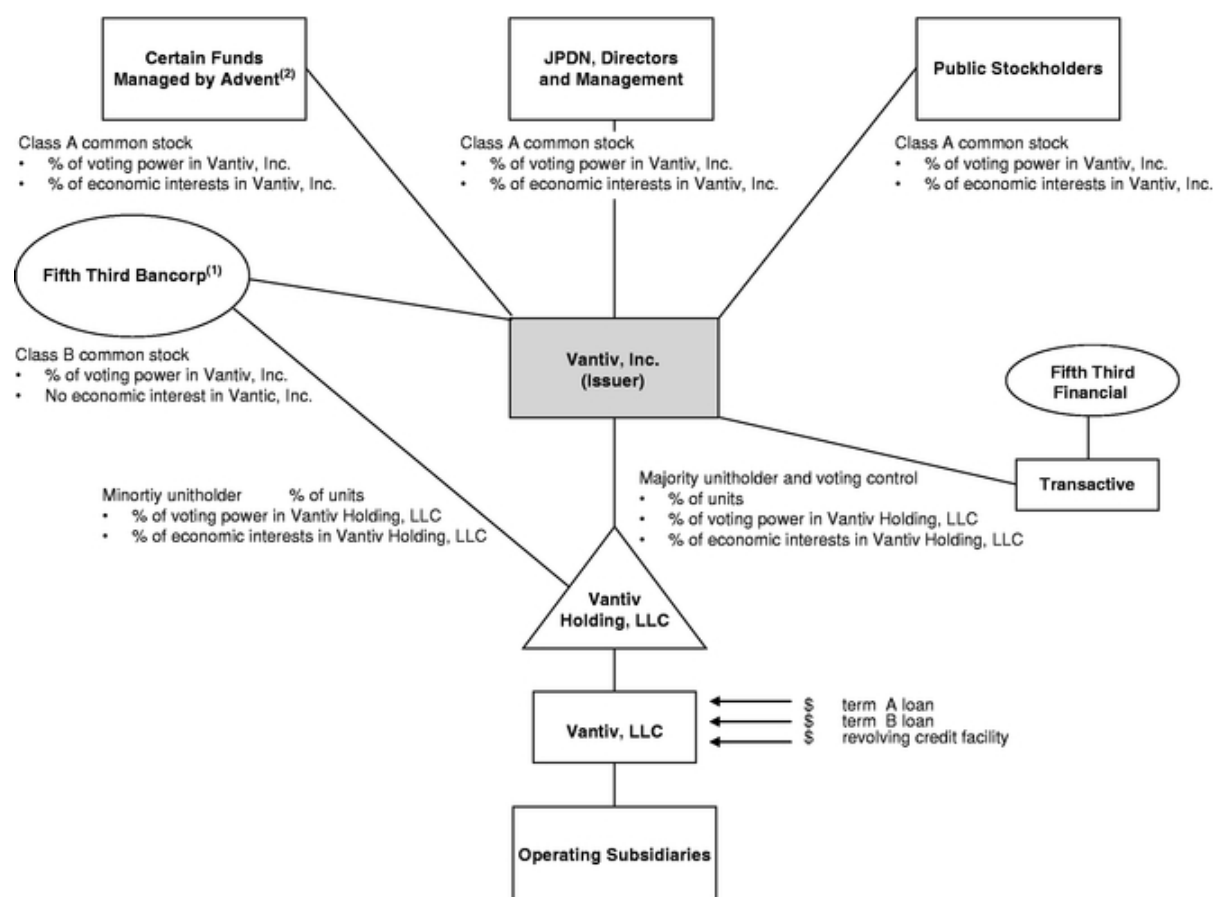 Certain Funds
Managed by Advent(2)
JPDN, Directors
and Management
Public Stockholders
Class A common stock
• % of voting power in Vantiv, Inc.
• % of economic interests in Vantiv, Inc.
Class A common stock
• % of voting power in Vantiv, Inc.
• % of economic interests in Vantiv, Inc.
Class A common stock
• % of voting power in Vantiv, Inc.
• % of economic interests in Vantiv, Inc.
Fifth Third Bancorp(1)
Class B common stock
• % of voting power in Vantiv, Inc.
• No economic interest in Vantic, Inc.
Vantiv, Inc.
(Issuer)
Fifth Third
Financial
Transactive
Minortiy unitholder % of units
• % of voting power in Vantiv Holding, LLC
• % of economic interests in Vantiv Holding, LLC
Majority unitholder and voting control
• % of units
• % of voting power in Vantiv Holding, LLC
• % of economic interests in Vantiv Holding, LLC
Vantiv
Holding, LLC
Vantiv, LLC
$ term A loan
$ term B loan
$ revolving credit facility
Operating Subsidiaries